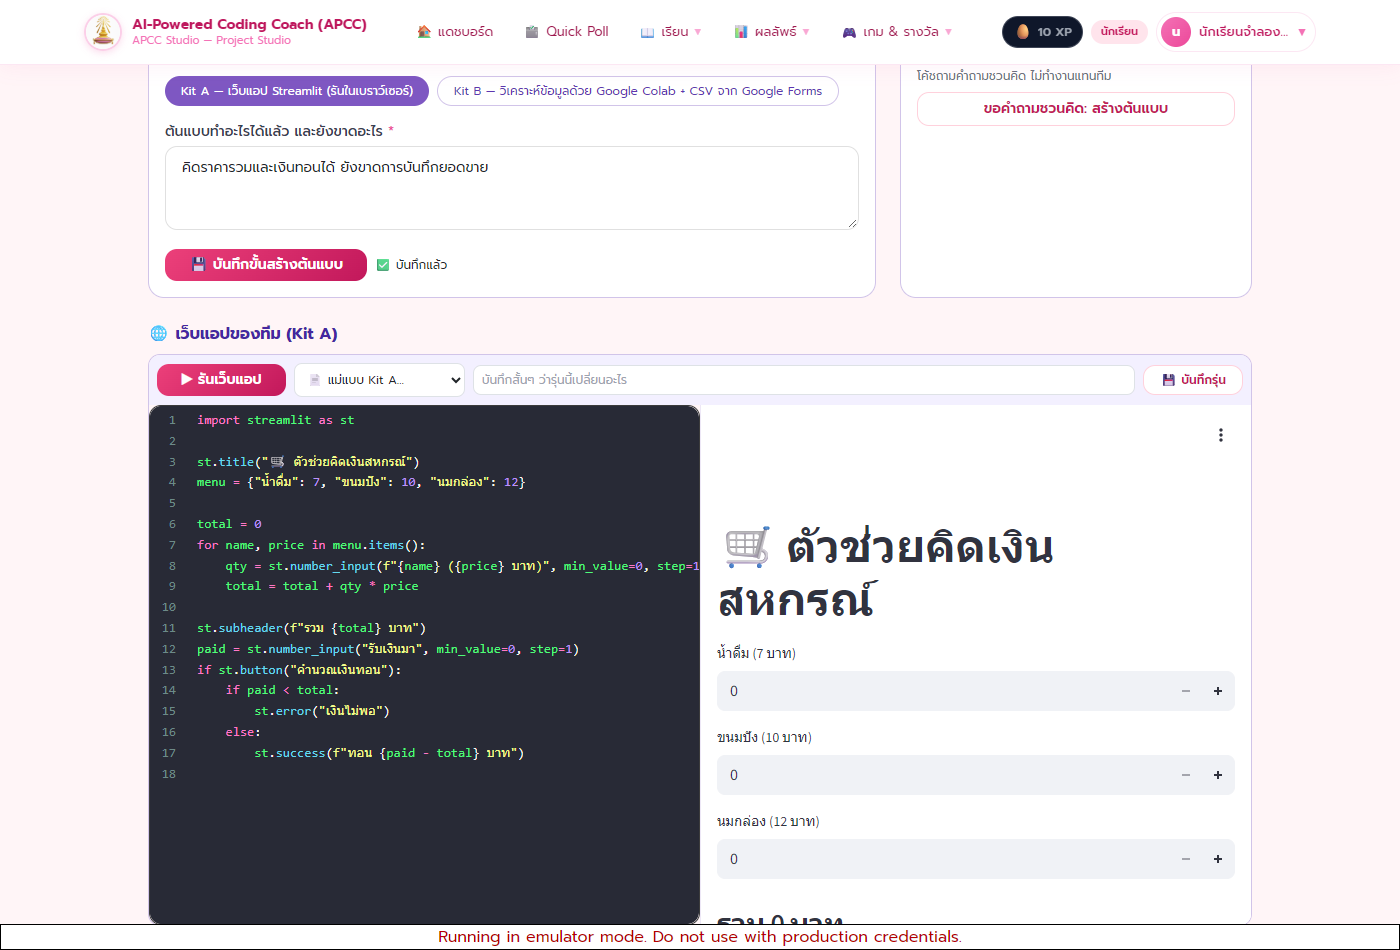 AI-Powered Coding Coach (APCC)
APCC Studio — Project Studio
แดชบอร์ด
Quick Poll
เรียน
ผลลัพธ์
เกม & รางวัล
10 XP
นักเรียน
u
นักเรียนจำลอง...
Kit A — เว็บแอป Streamlit (รันในเบราว์เซอร์)
Kit B — วิเคราะห์ข้อมูลด้วย Google Colab + CSV จาก Google Forms
ต้นแบบทำอะไรได้แล้ว และยังขาดอะไร *
คิดราคารวมและเงินทอนได้ ยังขาดการบันทึกยอดขาย
บันทึกขั้นสร้างต้นแบบ
บันทึกแล้ว
โค้ชถามคำถามชวนคิด ไม่ทำงานแทนทีม
ขอคำถามชวนคิด: สร้างต้นแบบ
เว็บแอปของทีม (Kit A)
▶ รันเว็บแอป
แม่แบบ Kit A...
บันทึกสั้นๆ ว่ารุ่นนี้เปลี่ยนอะไร
บันทึกรุ่น
1 import streamlit as st
2
3 st.title("🛒 ตัวช่วยคิดเงินสหกรณ์")
4 menu = {"น้ำดื่ม": 7, "ขนมปัง": 10, "นมกล่อง": 12}
5
6 total = 0
7 for name, price in menu.items():
8 qty = st.number_input(f"{name} ({price} บาท)", min_value=0, step=1
9 total = total + qty * price
10
11 st.subheader(f"รวม {total} บาท")
12 paid = st.number_input("รับเงินมา", min_value=0, step=1)
13 if st.button("คำนวณเงินทอน"):
14 if paid < total:
15 st.error("เงินไม่พอ")
16 else:
17 st.success(f"ทอน {paid - total} บาท")
18
🛒 ตัวช่วยคิดเงิน
สหกรณ์
น้ำดื่ม (7 บาท)
0
ขนมปัง (10 บาท)
0
นมกล่อง (12 บาท)
0
รวม 0 บาท
Running in emulator mode. Do not use with production credentials.